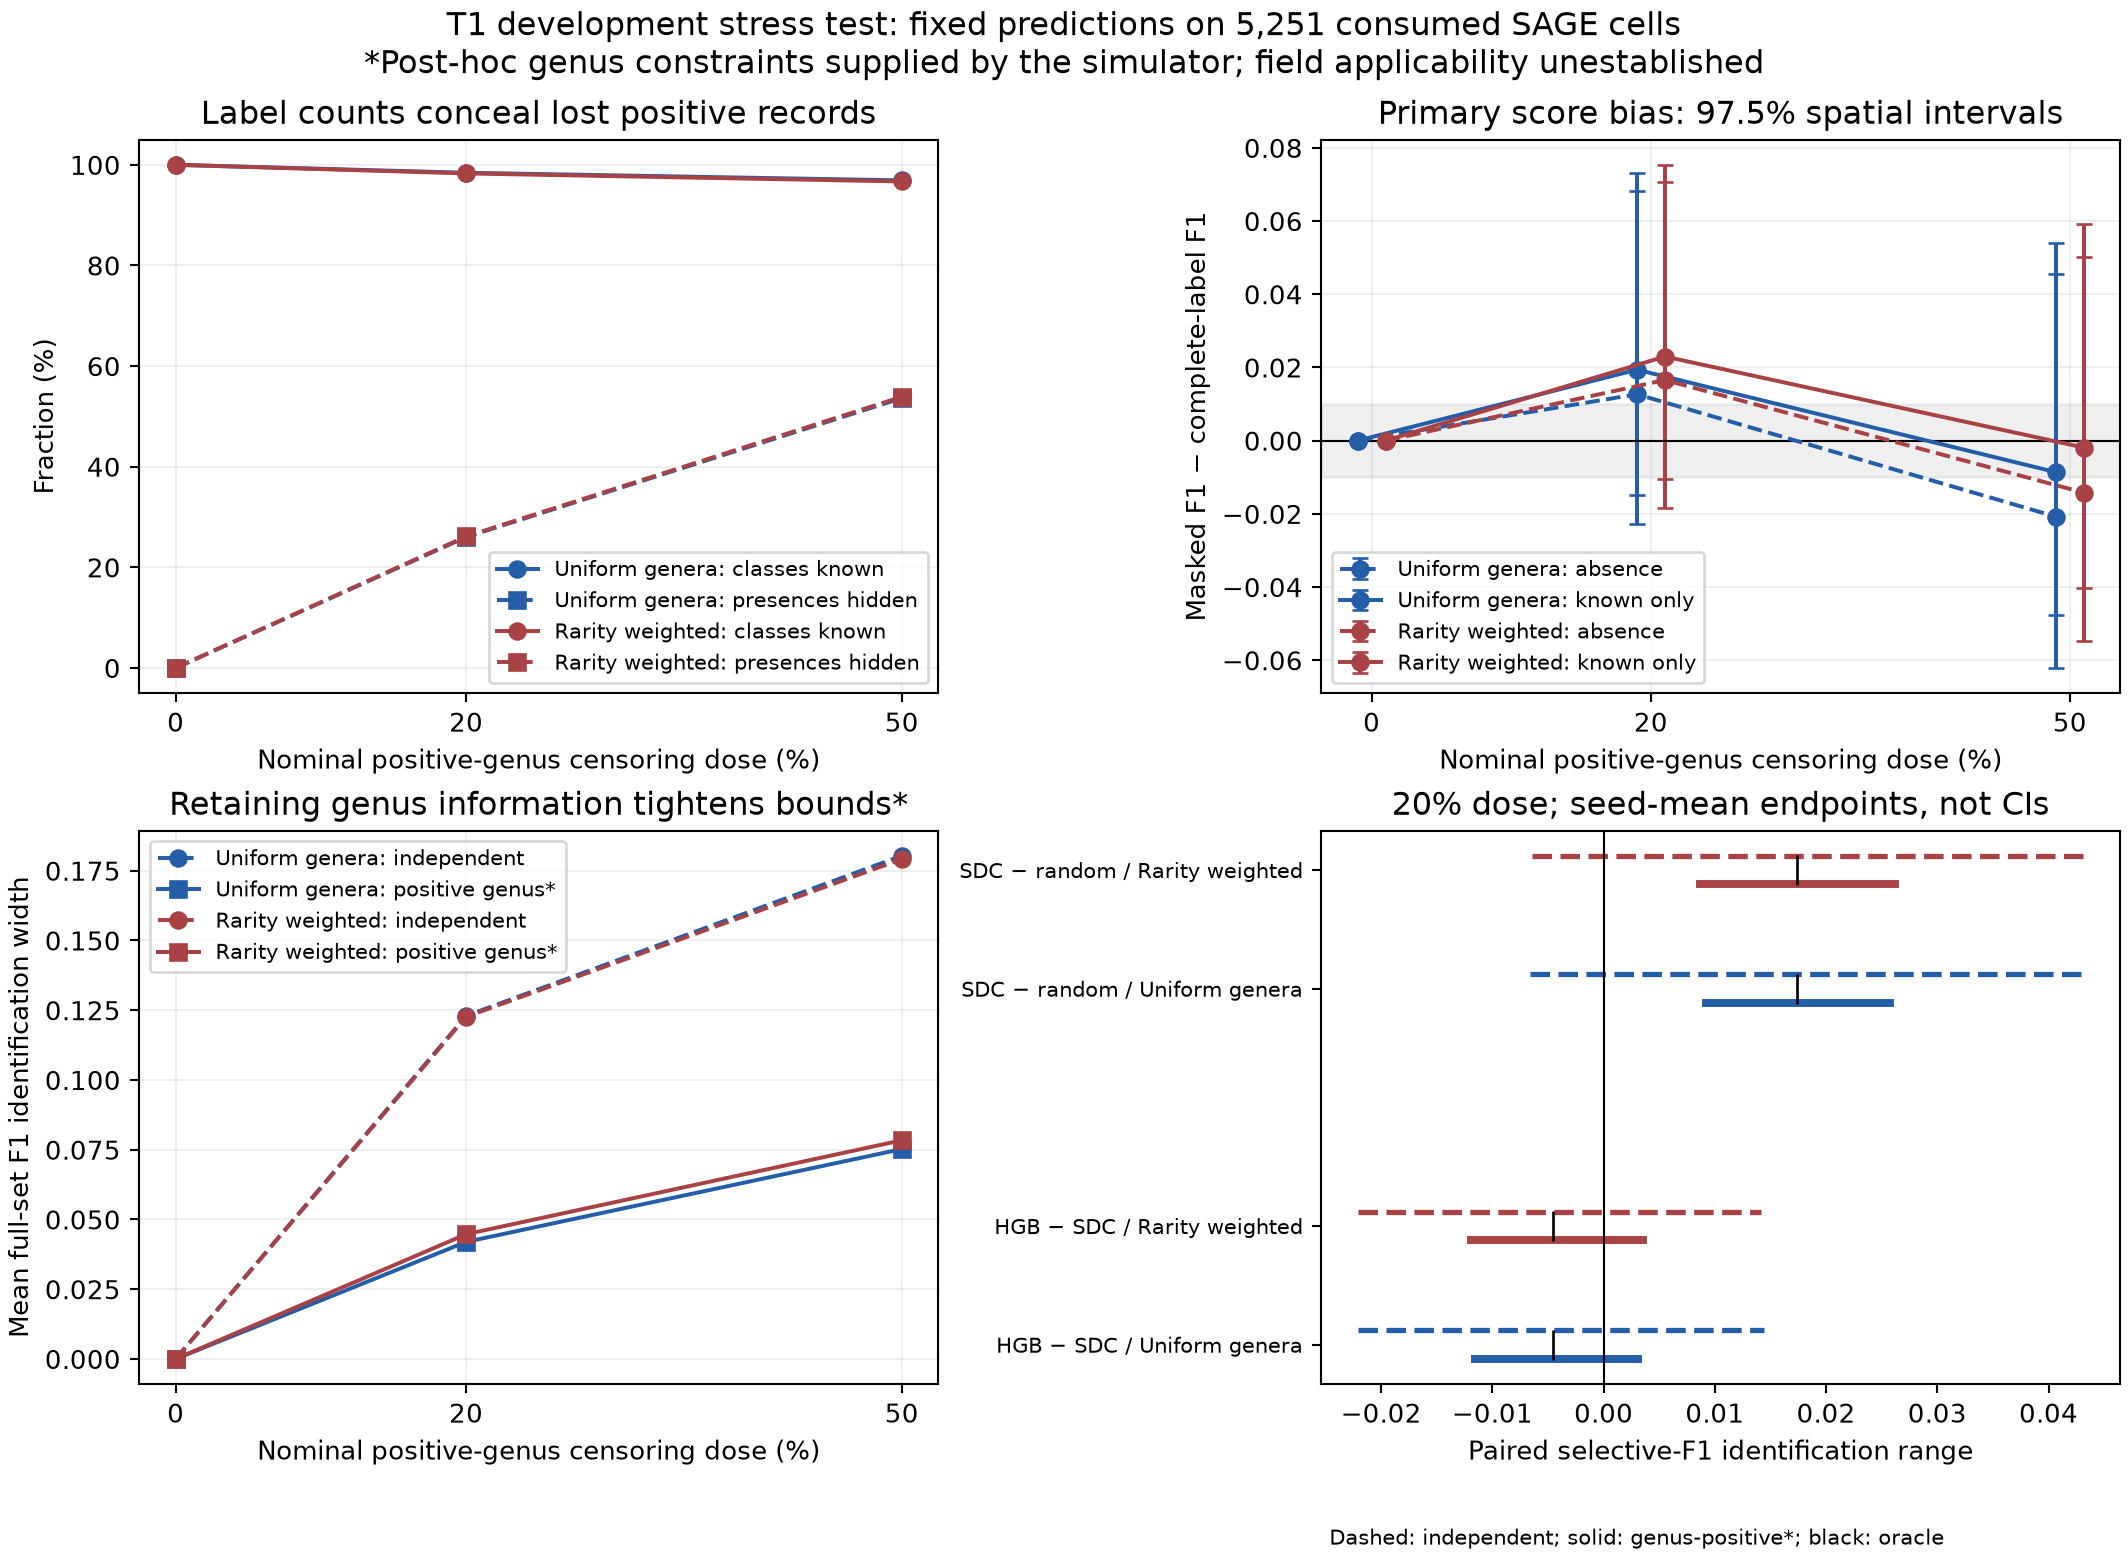 T1 development stress test: fixed predictions on 5,251 consumed SAGE cells
*Post-hoc genus constraints supplied by the simulator; field applicability unestablished
Label counts conceal lost positive records
100
80
60
40
20
0
Fraction (%)
Uniform genera: classes known
Uniform genera: presences hidden
Rarity weighted: classes known
Rarity weighted: presences hidden
0
20
50
Nominal positive-genus censoring dose (%)
Primary score bias: 97.5% spatial intervals
0.08
0.06
0.04
0.02
0.00
−0.02
−0.04
−0.06
Masked F1 − complete-label F1
Uniform genera: absence
Uniform genera: known only
Rarity weighted: absence
Rarity weighted: known only
0
20
50
Nominal positive-genus censoring dose (%)
Retaining genus information tightens bounds*
0.175
0.150
0.125
0.100
0.075
0.050
0.025
0.000
Mean full-set F1 identification width
Uniform genera: independent
Uniform genera: positive genus*
Rarity weighted: independent
Rarity weighted: positive genus*
0
20
50
Nominal positive-genus censoring dose (%)
20% dose; seed-mean endpoints, not CIs
SDC − random / Rarity weighted
SDC − random / Uniform genera
HGB − SDC / Rarity weighted
HGB − SDC / Uniform genera
−0.02
−0.01
0.00
0.01
0.02
0.03
0.04
Paired selective-F1 identification range
Dashed: independent; solid: genus-positive*; black: oracle